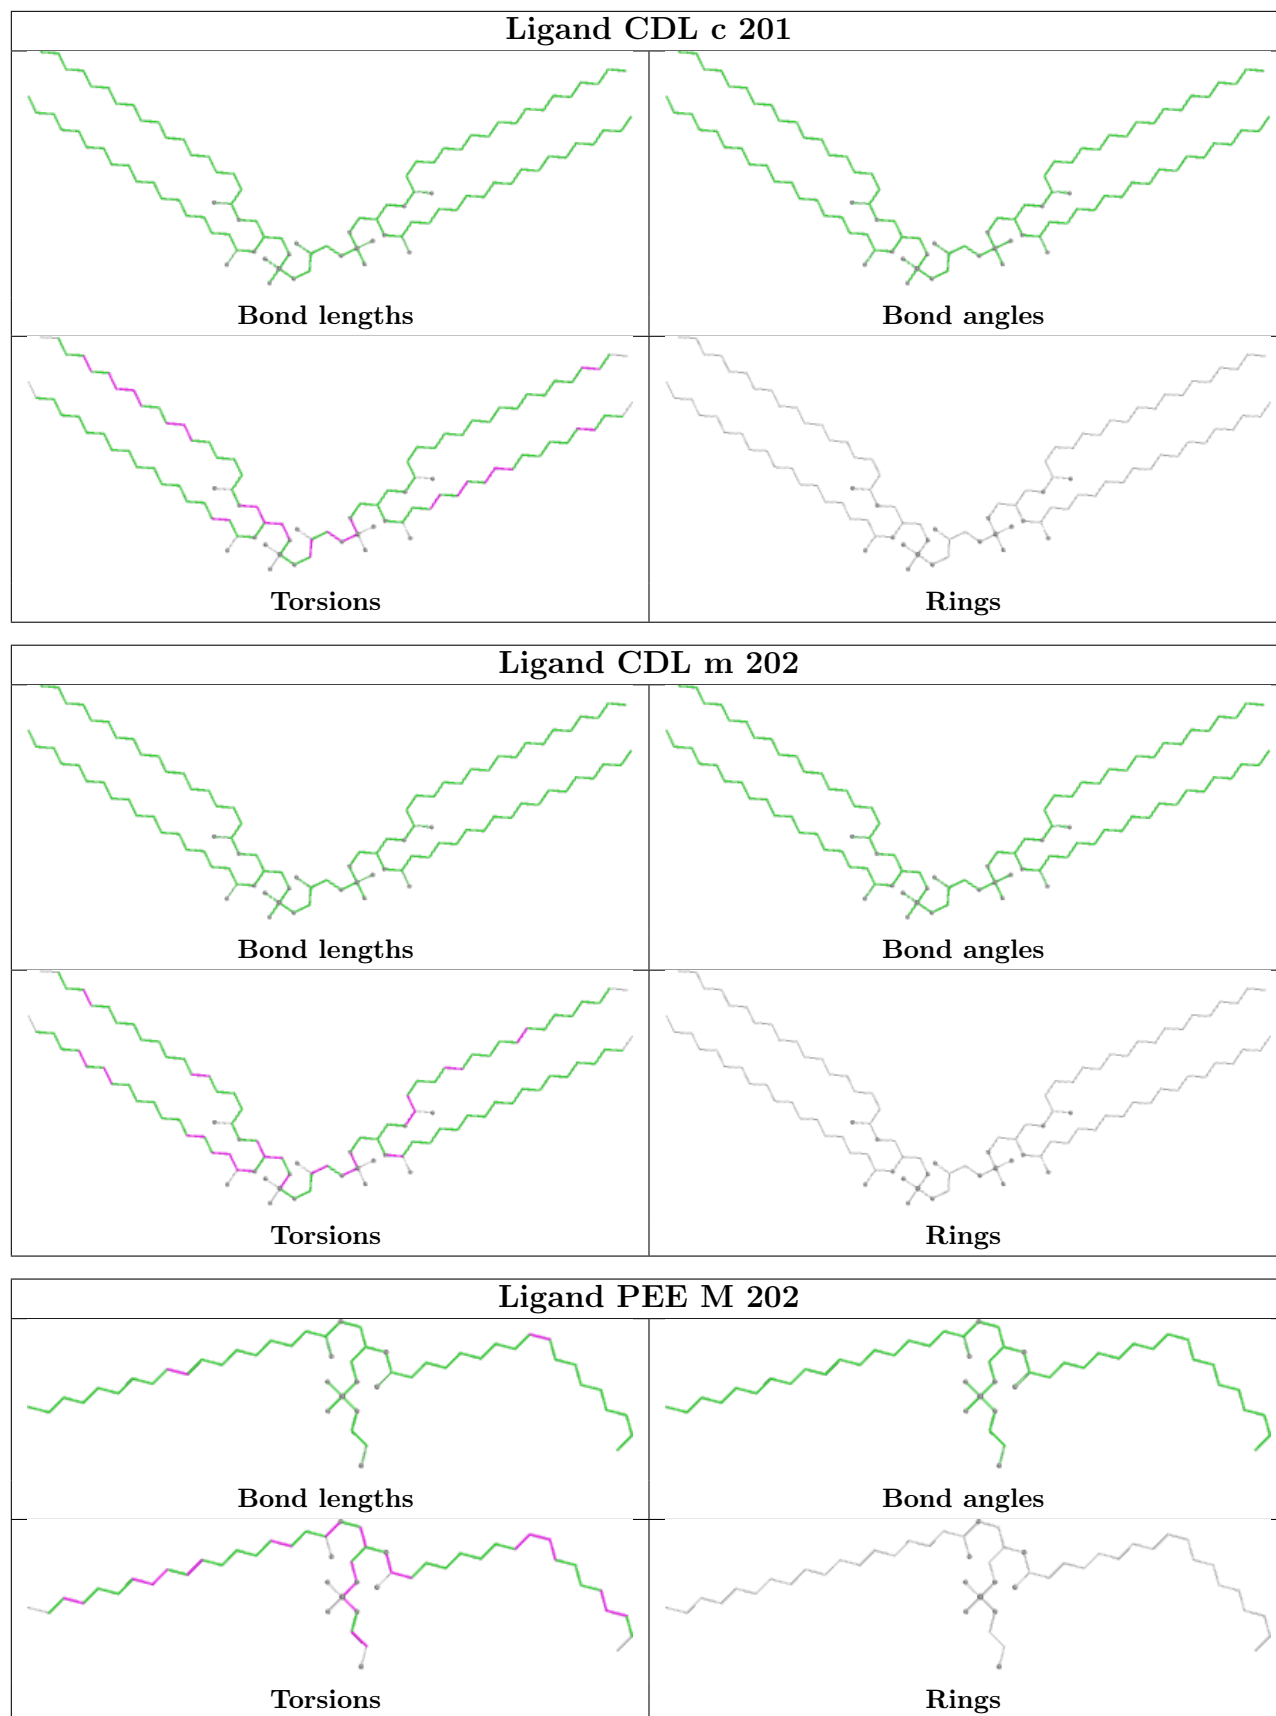 Ligand CDL c 201
Bond lengths
Bond angles
Torsions
Rings
Ligand CDL m 202
Bond lengths
Bond angles
Torsions
Rings
Ligand PEE M 202
Bond lengths
Bond angles
Torsions
Rings